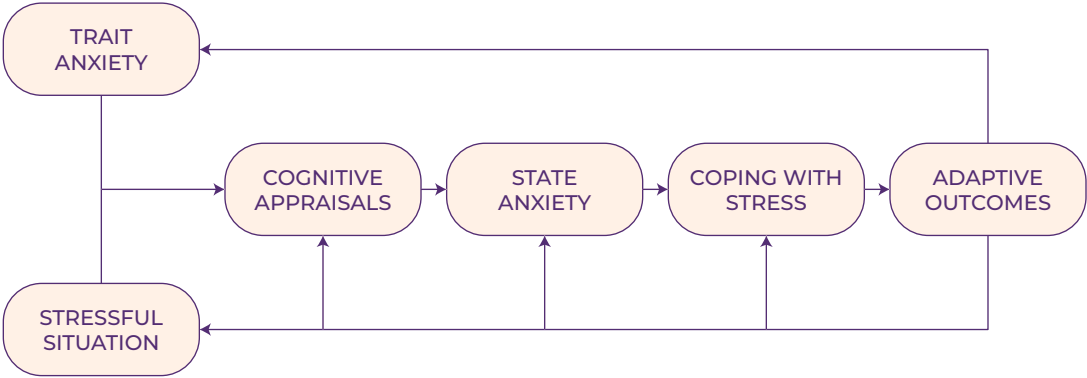 TRAIT
ANXIETY
COGNITIVE
APPRAISALS
STATE
ANXIETY
COPING WITH
STRESS
ADAPTIVE
OUTCOMES
STRESSFUL
SITUATION